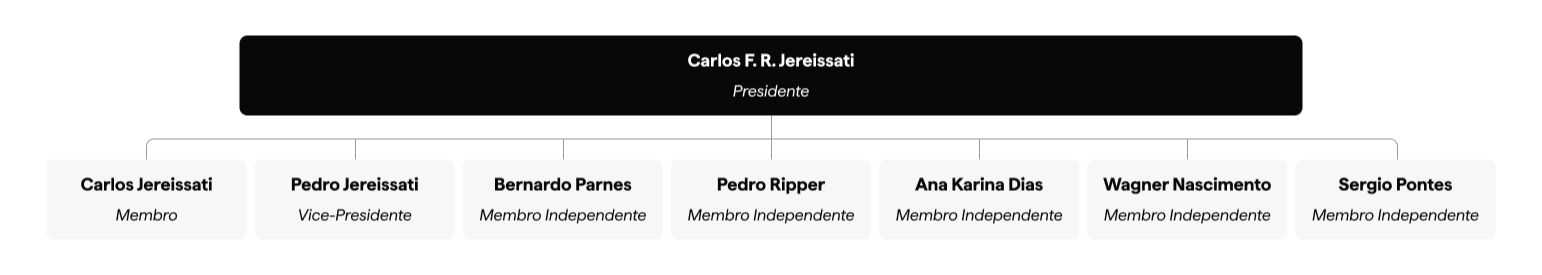 Carlos F. R. Jereissati
Presidente
Carlos Jereissati
Membro
Pedro Jereissati
Vice-Presidente
Bernardo Parnes
Membro Independente
Pedro Ripper
Membro Independente
Ana Karina Dias
Membro Independente
Wagner Nascimento
Membro Independente
Sergio Pontes
Membro Independente